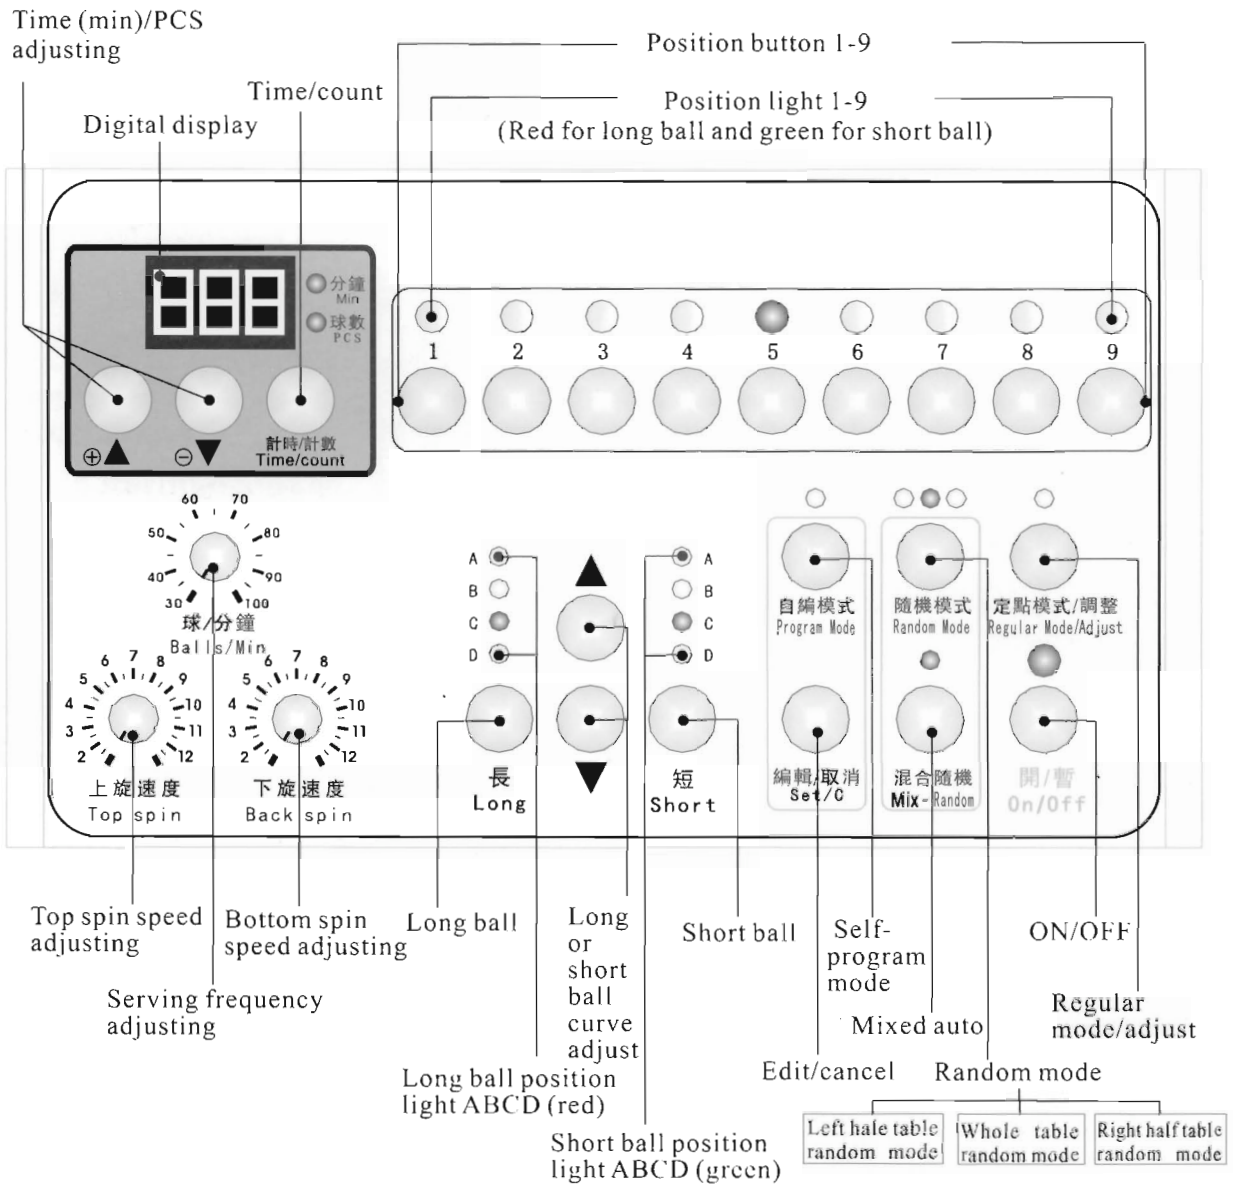 Time (min)/PCS
adjusting
Time/count
Digital display
Position button 1-9
Position light 1-9
(Red for long ball and green for short ball)
分鐘
Min
球數
PCS
⊕▲
⊖▼
計時/計數
Time/count
1 2 3 4 5 6 7 8 9
60 70
50 80
40 90
30 100
球/分鐘
Balls/Min
6 7 8
5 9
4 10
3 11
2 12
上旋速度
Top spin
6 7 8
5 9
4 10
3 11
2 12
下旋速度
Back spin
A
B
C
D
長
Long
▲
▼
A
B
C
D
短
Short
自編模式
Program Mode
隨機模式
Random Mode
定點模式/調整
Regular Mode/Adjust
編輯/取消
Set/C
混合隨機
Mix-Random
開/暫
On/Off
Top spin speed
adjusting
Bottom spin
speed adjusting
Serving frequency
adjusting
Long ball
Long
or
short
ball
curve
adjust
Short ball
Self-
program
mode
ON/OFF
Regular
mode/adjust
Mixed auto
Edit/cancel
Random mode
Long ball position
light ABCD (red)
Short ball position
light ABCD (green)
Left hale table
random mode
Whole table
random mode
Right half table
random mode